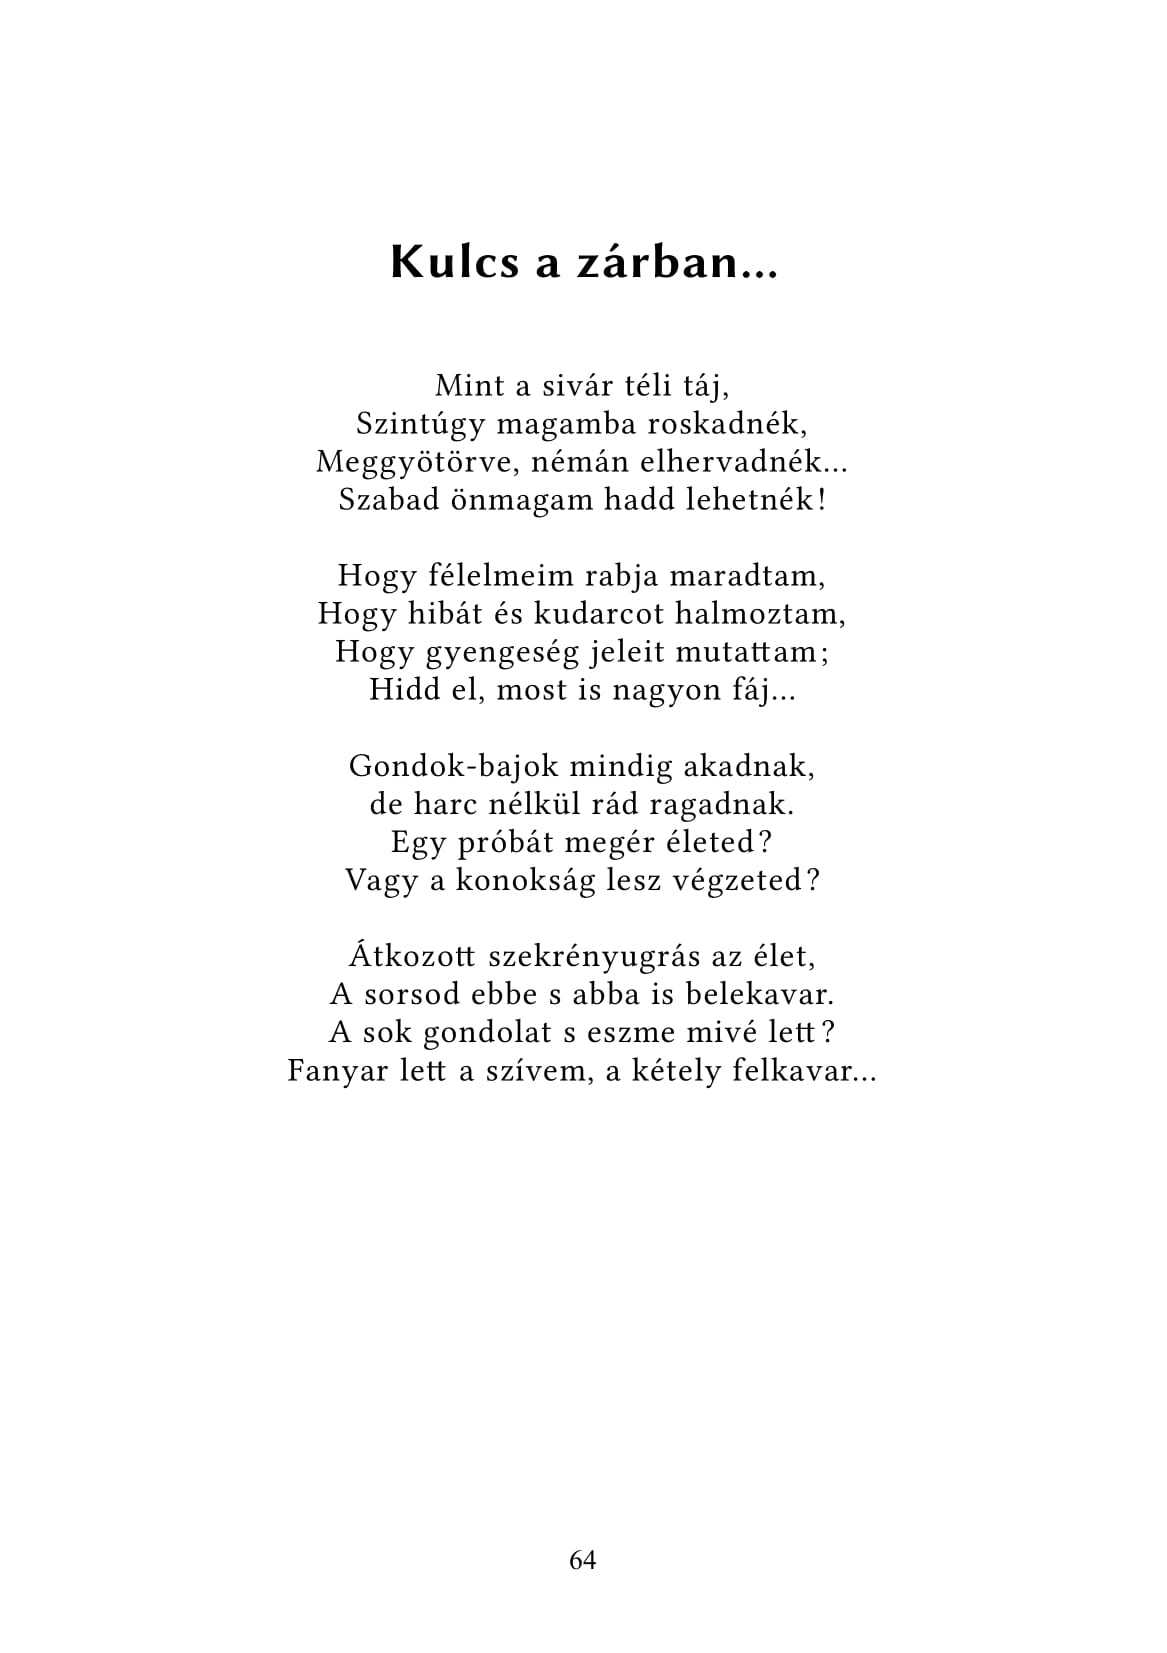 Kulcs a zárban...
Mint a sivár téli táj,
Szintúgy magamba roskadnék,
Meggyötörve, némán elhervadnék...
Szabad önmagam hadd lehetnék!
Hogy félelmeim rabja maradtam,
Hogy hibát és kudarcot halmoztam,
Hogy gyengeség jeleit mutattam;
Hidd el, most is nagyon fáj...
Gondok-bajok mindig akadnak,
de harc nélkül rád ragadnak.
Egy próbát megér életed?
Vagy a konokság lesz végzeted?
Átkozott szekrényugrás az élet,
A sorsod ebbe s abba is belekavar.
A sok gondolat s eszme mivé lett?
Fanyar lett a szívem, a kétely felkavar...
64